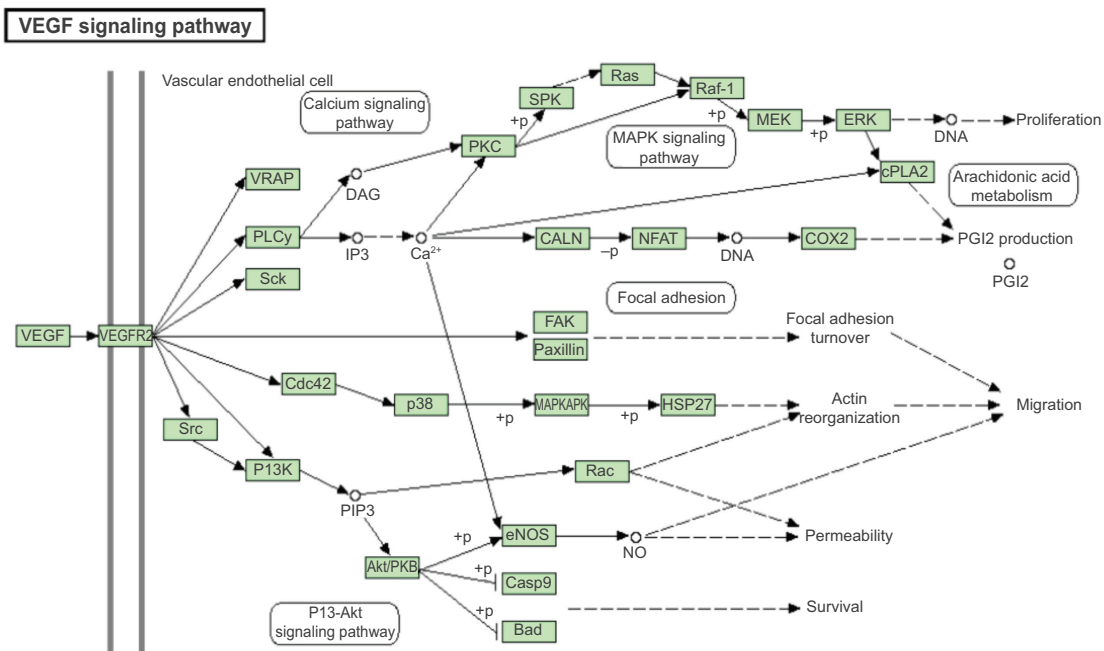 VEGF signaling pathway
Vascular endothelial cell
Calcium signaling
pathway
SPK
Ras
Raf-1
+p
+p
MEK
+p
ERK
DNA
Proliferation
PKC
MAPK signaling
pathway
cPLA2
Arachidonic acid
metabolism
VRAP
DAG
PLCy
IP3
Ca²⁺
CALN
–p
NFAT
DNA
COX2
PGI2 production
PGI2
Sck
Focal adhesion
VEGF
VEGFR2
FAK
Paxillin
Focal adhesion
turnover
Cdc42
p38
+p
MAPKAPK
+p
HSP27
Actin
reorganization
Migration
Src
P13K
PIP3
Rac
+p
eNOS
NO
Permeability
Akt/PKB
+p
Casp9
+p
Bad
Survival
P13-Akt
signaling pathway